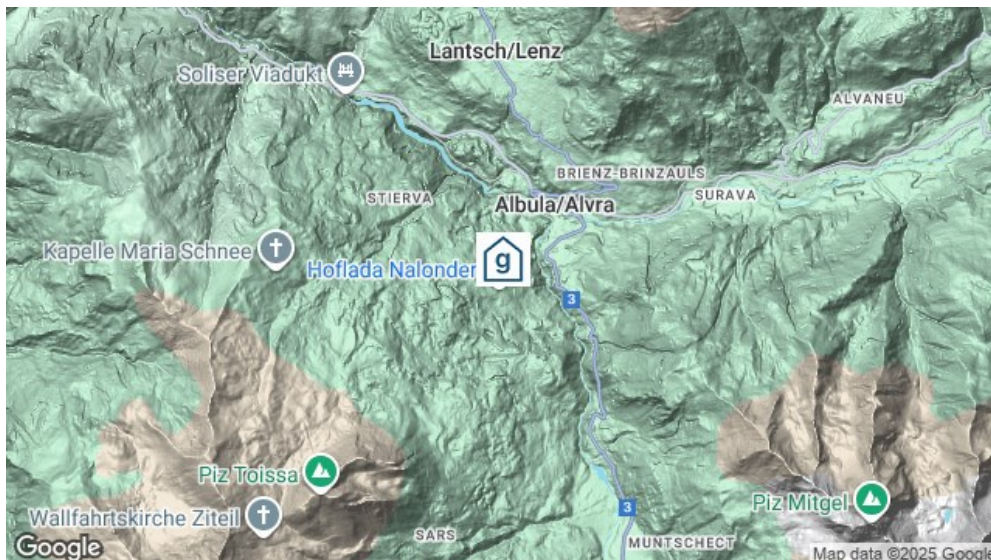 Lantsch/Lenz
Soliser Viadukt
ALVANEU
BRIENZ-BRINZAULS
STIERVA
SURAVA
Albula/Alvra
Kapelle Maria Schnee
g
Hoflada Nalonder
3
Piz Toissa
Piz Mitgel
3
Wallfahrtskirche Ziteil
SARS
MUNTSCHECT
Google
Map data ©2025 Google